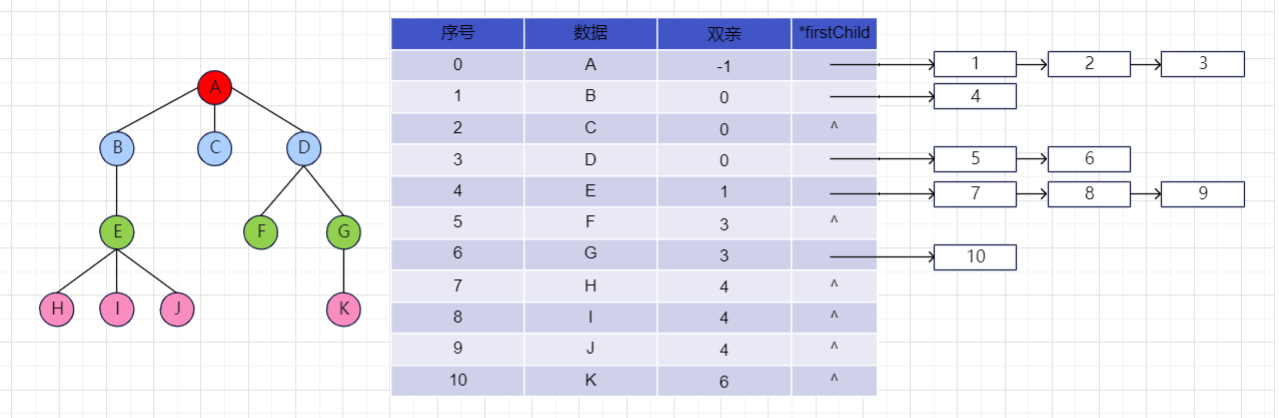 A
B C D
E F G
H I J K
序号 数据 双亲 *firstChild
0 A -1
1 B 0
2 C 0 ^
3 D 0
4 E 1
5 F 3 ^
6 G 3
7 H 4 ^
8 I 4 ^
9 J 4 ^
10 K 6 ^
1 2 3
4
5 6
7 8 9
10